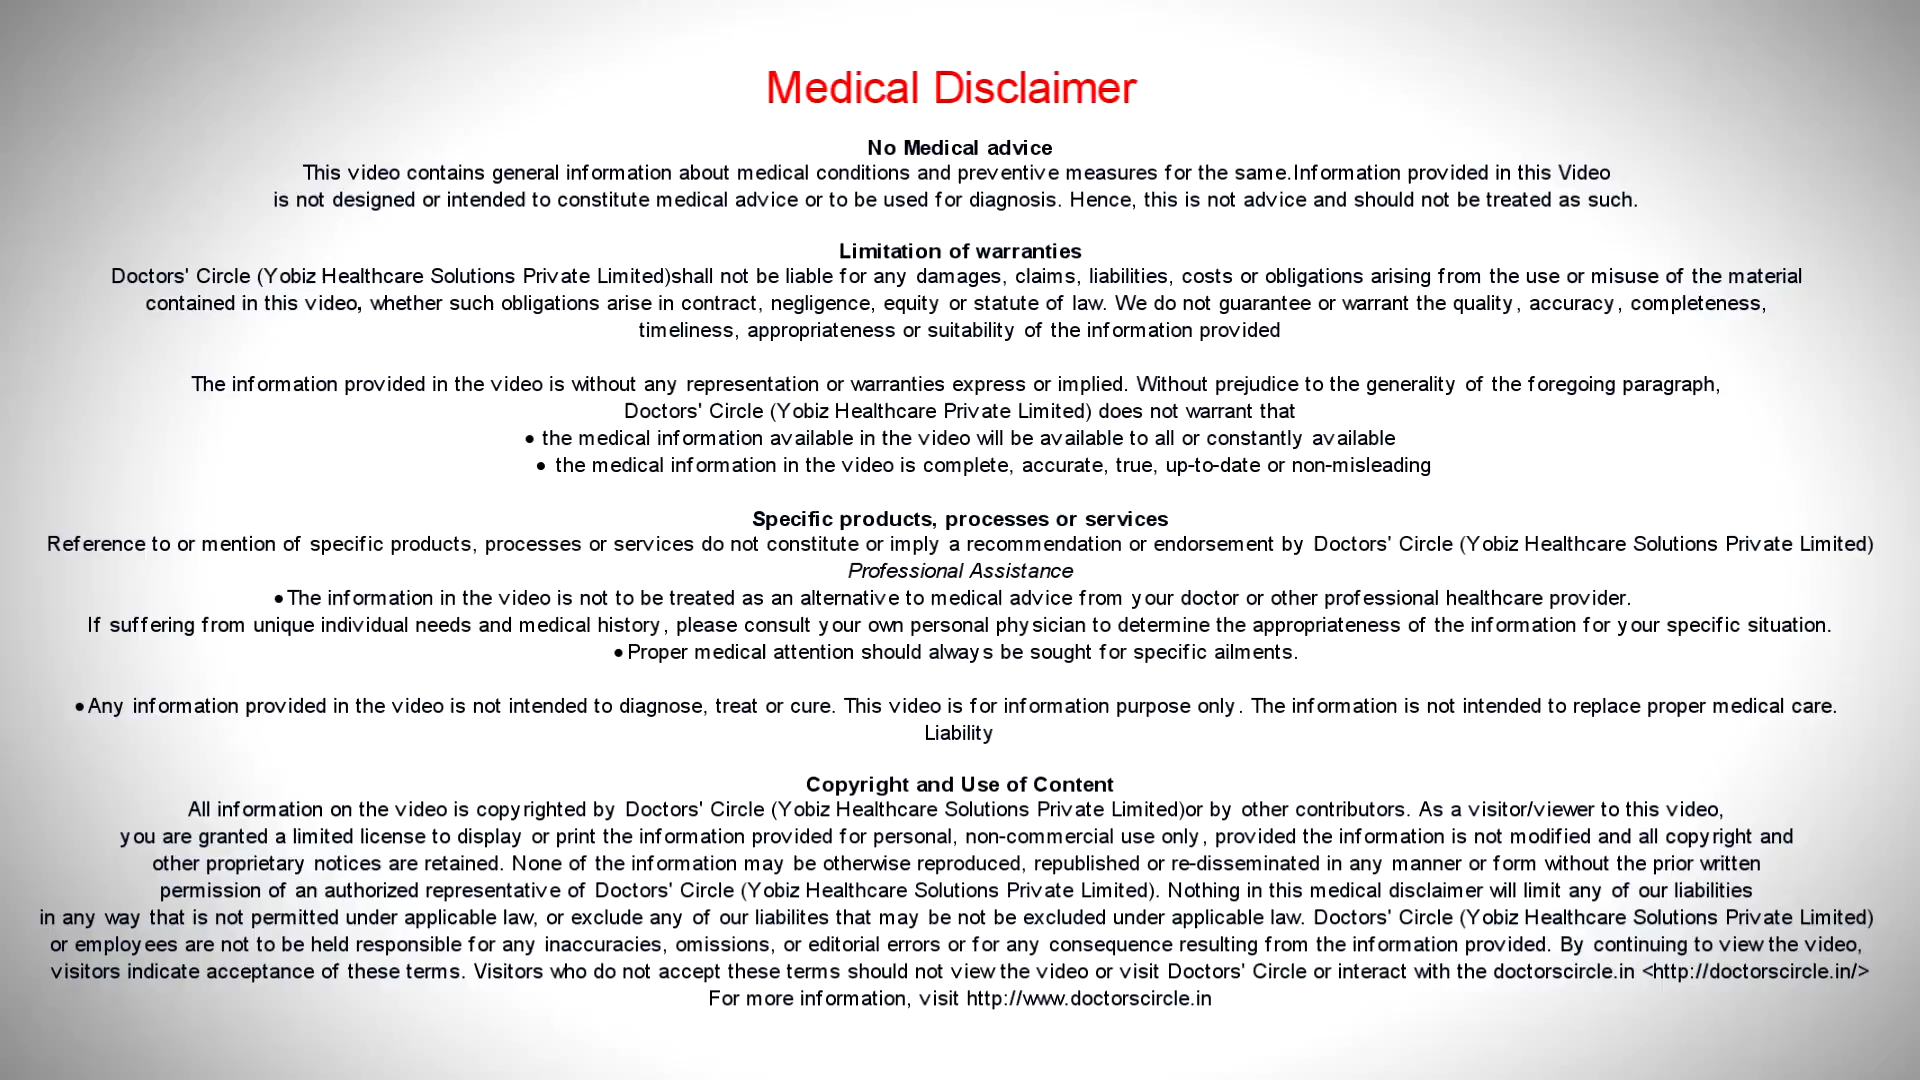 Medical Disclaimer
No Medical advice
This video contains general information about medical conditions and preventive measures for the same.Information provided in this Video
is not designed or intended to constitute medical advice or to be used for diagnosis. Hence, this is not advice and should not be treated as such.
Limitation of warranties
Doctors' Circle (Yobiz Healthcare Solutions Private Limited)shall not be liable for any damages, claims, liabilities, costs or obligations arising from the use or misuse of the material
contained in this video, whether such obligations arise in contract, negligence, equity or statute of law. We do not guarantee or warrant the quality, accuracy, completeness,
timeliness, appropriateness or suitability of the information provided
The information provided in the video is without any representation or warranties express or implied. Without prejudice to the generality of the foregoing paragraph,
Doctors' Circle (Yobiz Healthcare Private Limited) does not warrant that
• the medical information available in the video will be available to all or constantly available
• the medical information in the video is complete, accurate, true, up-to-date or non-misleading
Specific products, processes or services
Reference to or mention of specific products, processes or services do not constitute or imply a recommendation or endorsement by Doctors' Circle (Yobiz Healthcare Solutions Private Limited)
Professional Assistance
•The information in the video is not to be treated as an alternative to medical advice from your doctor or other professional healthcare provider.
If suffering from unique individual needs and medical history, please consult your own personal physician to determine the appropriateness of the information for your specific situation.
•Proper medical attention should always be sought for specific ailments.
•Any information provided in the video is not intended to diagnose, treat or cure. This video is for information purpose only. The information is not intended to replace proper medical care.
Liability
Copyright and Use of Content
All information on the video is copyrighted by Doctors' Circle (Yobiz Healthcare Solutions Private Limited)or by other contributors. As a visitor/viewer to this video,
you are granted a limited license to display or print the information provided for personal, non-commercial use only, provided the information is not modified and all copyright and
other proprietary notices are retained. None of the information may be otherwise reproduced, republished or re-disseminated in any manner or form without the prior written
permission of an authorized representative of Doctors' Circle (Yobiz Healthcare Solutions Private Limited). Nothing in this medical disclaimer will limit any of our liabilities
in any way that is not permitted under applicable law, or exclude any of our liabilites that may be not be excluded under applicable law. Doctors' Circle (Yobiz Healthcare Solutions Private Limited)
or employees are not to be held responsible for any inaccuracies, omissions, or editorial errors or for any consequence resulting from the information provided. By continuing to view the video,
visitors indicate acceptance of these terms. Visitors who do not accept these terms should not view the video or visit Doctors' Circle or interact with the doctorscircle.in <http://doctorscircle.in/>
For more information, visit http://www.doctorscircle.in